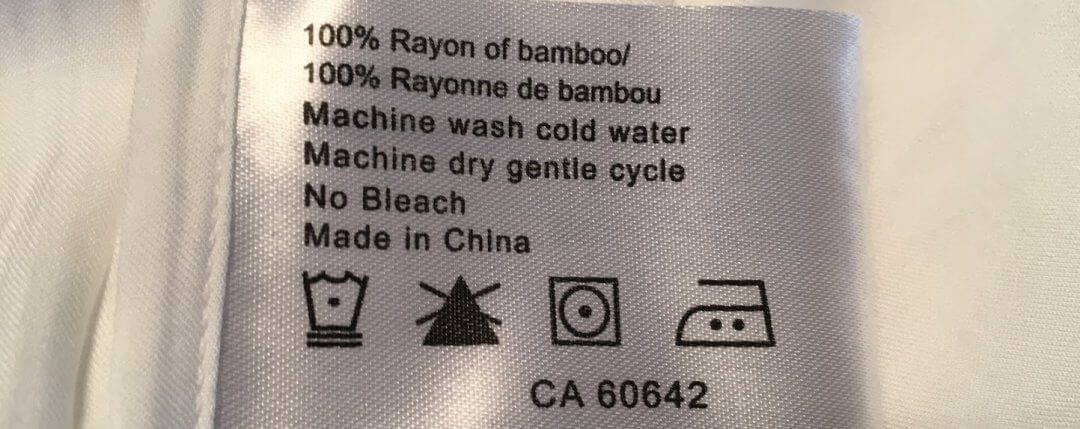 100% Rayon of bamboo/
100% Rayonne de bambou
Machine wash cold water
Machine dry gentle cycle
No Bleach
Made in China
CA 60642